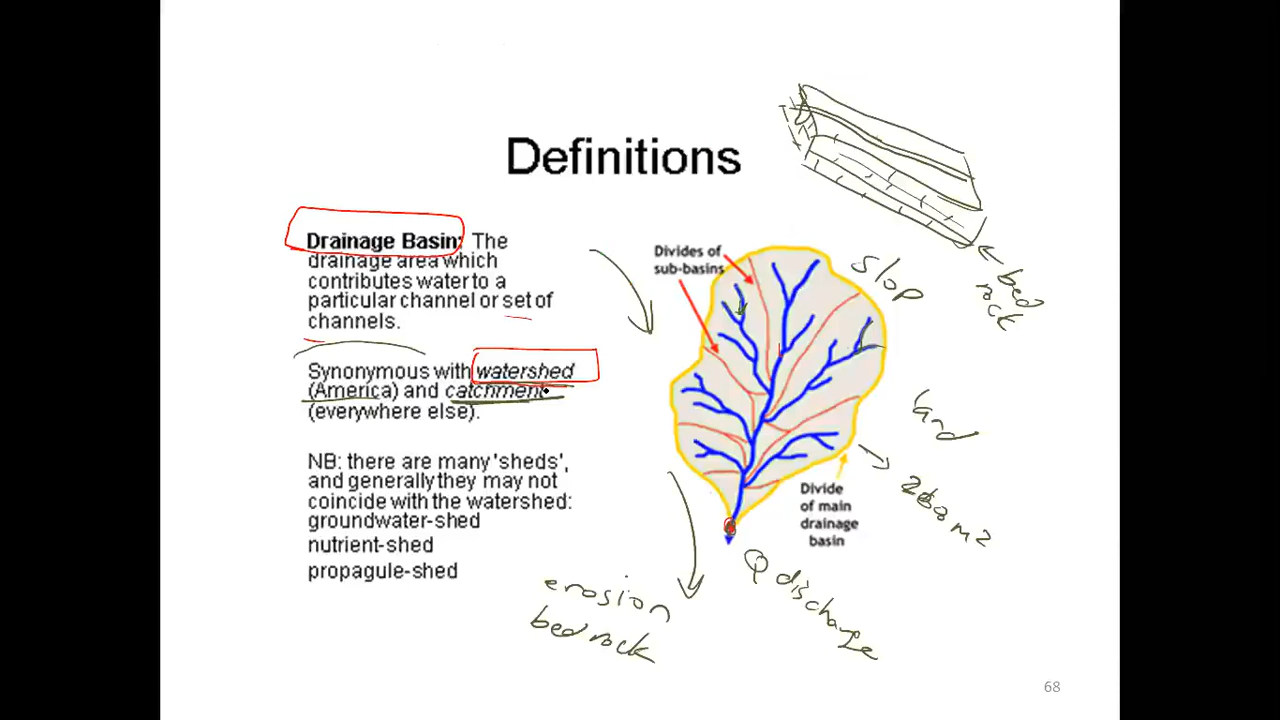 Definitions
Drainage Basin: The
drainage area which
contributes water to a
particular channel or set of
channels.
Synonymous with watershed
(America) and catchment
(everywhere else).
NB: there are many 'sheds',
and generally they may not
coincide with the watershed:
groundwater-shed
nutrient-shed
propagule-shed
Divides of
sub-basins
Divide
of main
drainage
basin
slop
bed
rock
land
Q discharge
erosion
bedrock
68